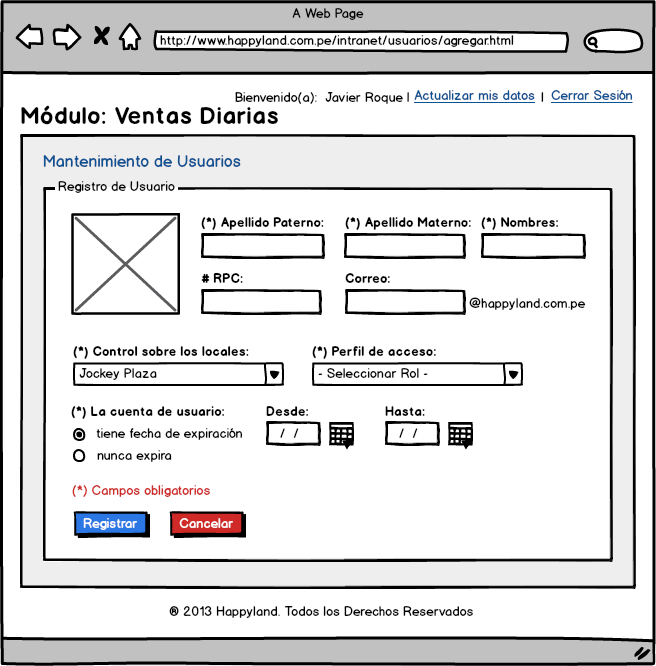 A Web Page
http://www.happyland.com.pe/intranet/usuarios/agregar.html
Bienvenido(a): Javier Roque | Actualizar mis datos | Cerrar Sesión
Módulo: Ventas Diarias
Mantenimiento de Usuarios
Registro de Usuario
(*) Apellido Paterno: (*) Apellido Materno: (*) Nombres:
# RPC: Correo:
@happyland.com.pe
(*) Control sobre los locales: (*) Perfil de acceso:
Jockey Plaza - Seleccionar Rol -
(*) La cuenta de usuario: Desde: Hasta:
tiene fecha de expiración / / / /
nunca expira
(*) Campos obligatorios
Registrar Cancelar
® 2013 Happyland. Todos los Derechos Reservados